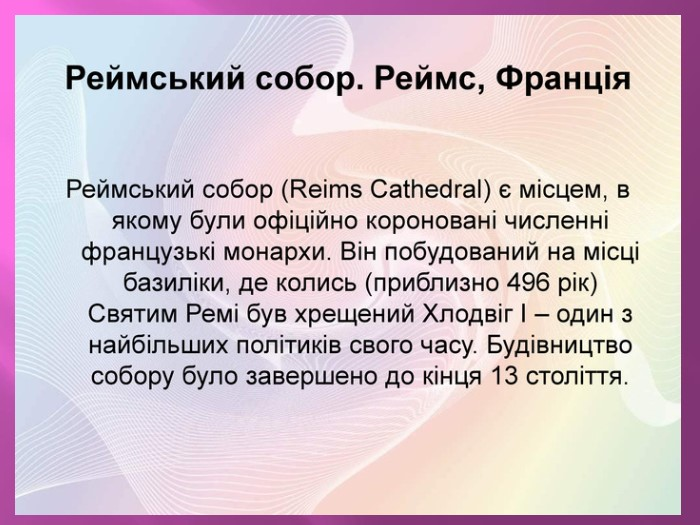 Реймський собор. Реймс, Франція
Реймський собор (Reims Cathedral) є місцем, в
якому були офіційно короновані численні
французькі монархи. Він побудований на місці
базиліки, де колись (приблизно 496 рік)
Святим Ремі був хрещений Хлодвіг I – один з
найбільших політиків свого часу. Будівництво
собору було завершено до кінця 13 століття.